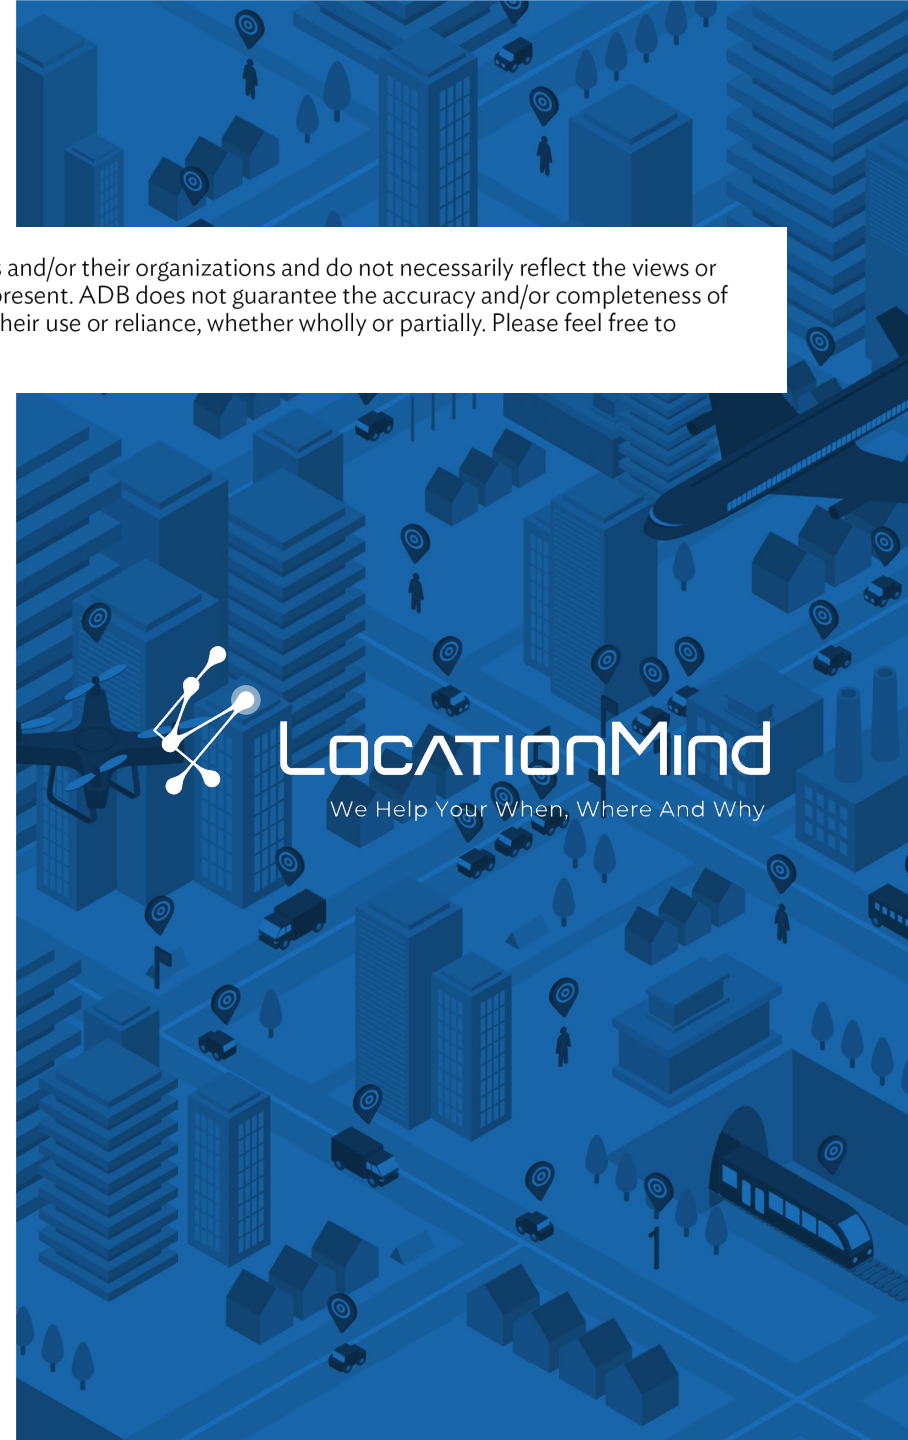 and/or their organizations and do not necessarily reflect the views or
ADB does not guarantee the accuracy and/or completeness of
their use or reliance, whether wholly or partially. Please feel free to
LOCATIONMIND
We Help Your When, Where And Why